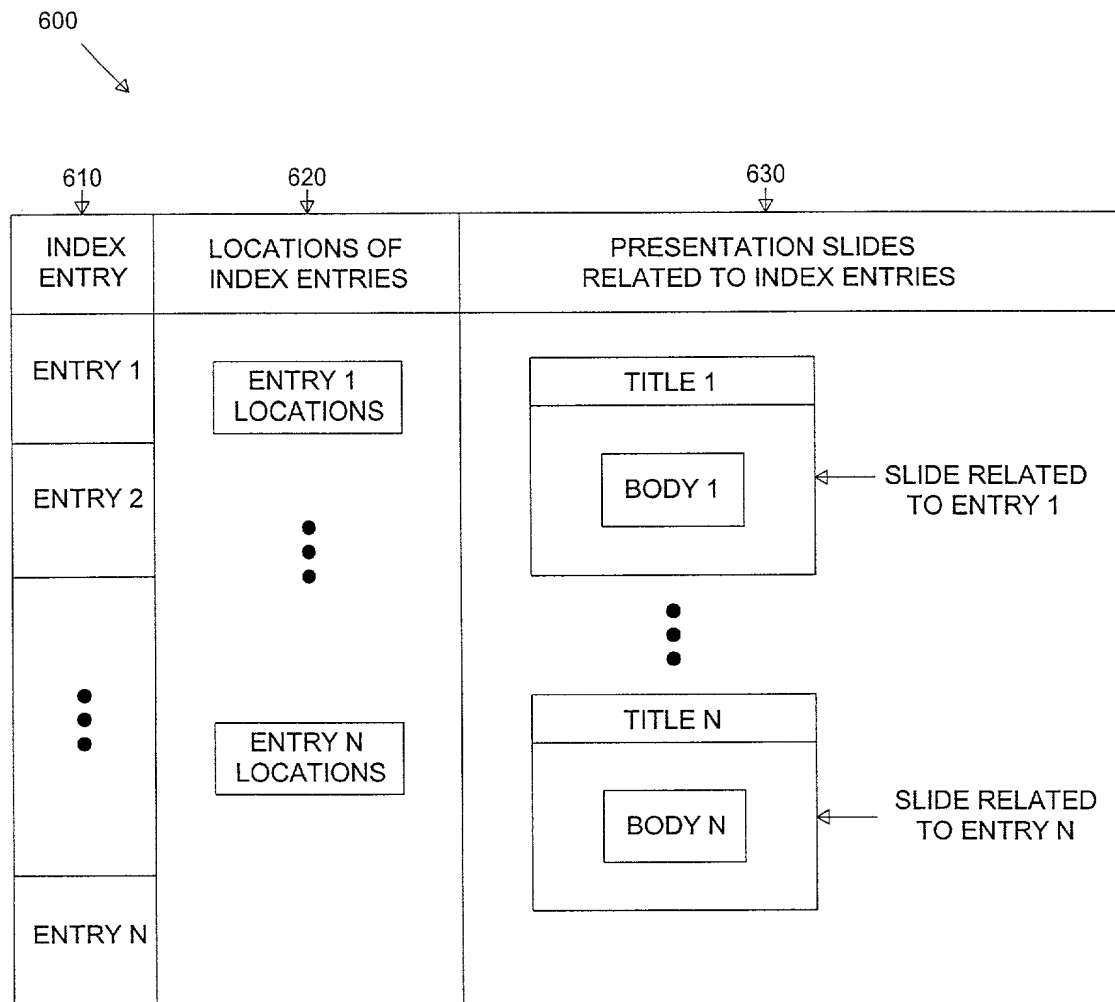 600
610
620
630
INDEX
ENTRY
LOCATIONS OF
INDEX ENTRIES
PRESENTATION SLIDES
RELATED TO INDEX ENTRIES
ENTRY 1
ENTRY 2
ENTRY N
ENTRY 1
LOCATIONS
ENTRY N
LOCATIONS
TITLE 1
BODY 1
SLIDE RELATED
TO ENTRY 1
TITLE N
BODY N
SLIDE RELATED
TO ENTRY N